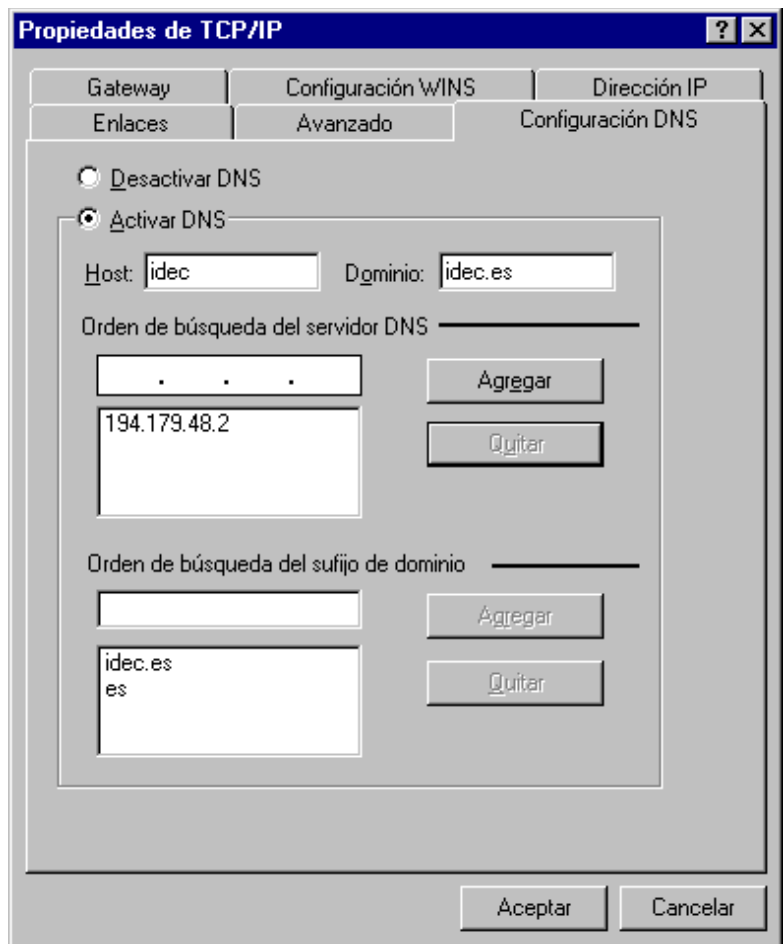 Propiedades de TCP/IP
Gateway Configuración WINS Dirección IP
Enlaces Avanzado Configuración DNS
Desactivar DNS
Activar DNS
Host: idec Dominio: idec.es
Orden de búsqueda del servidor DNS
. . . Agregar
194.179.48.2
Quitar
Orden de búsqueda del sufijo de dominio
Agregar
idec.es
es
Quitar
Aceptar Cancelar